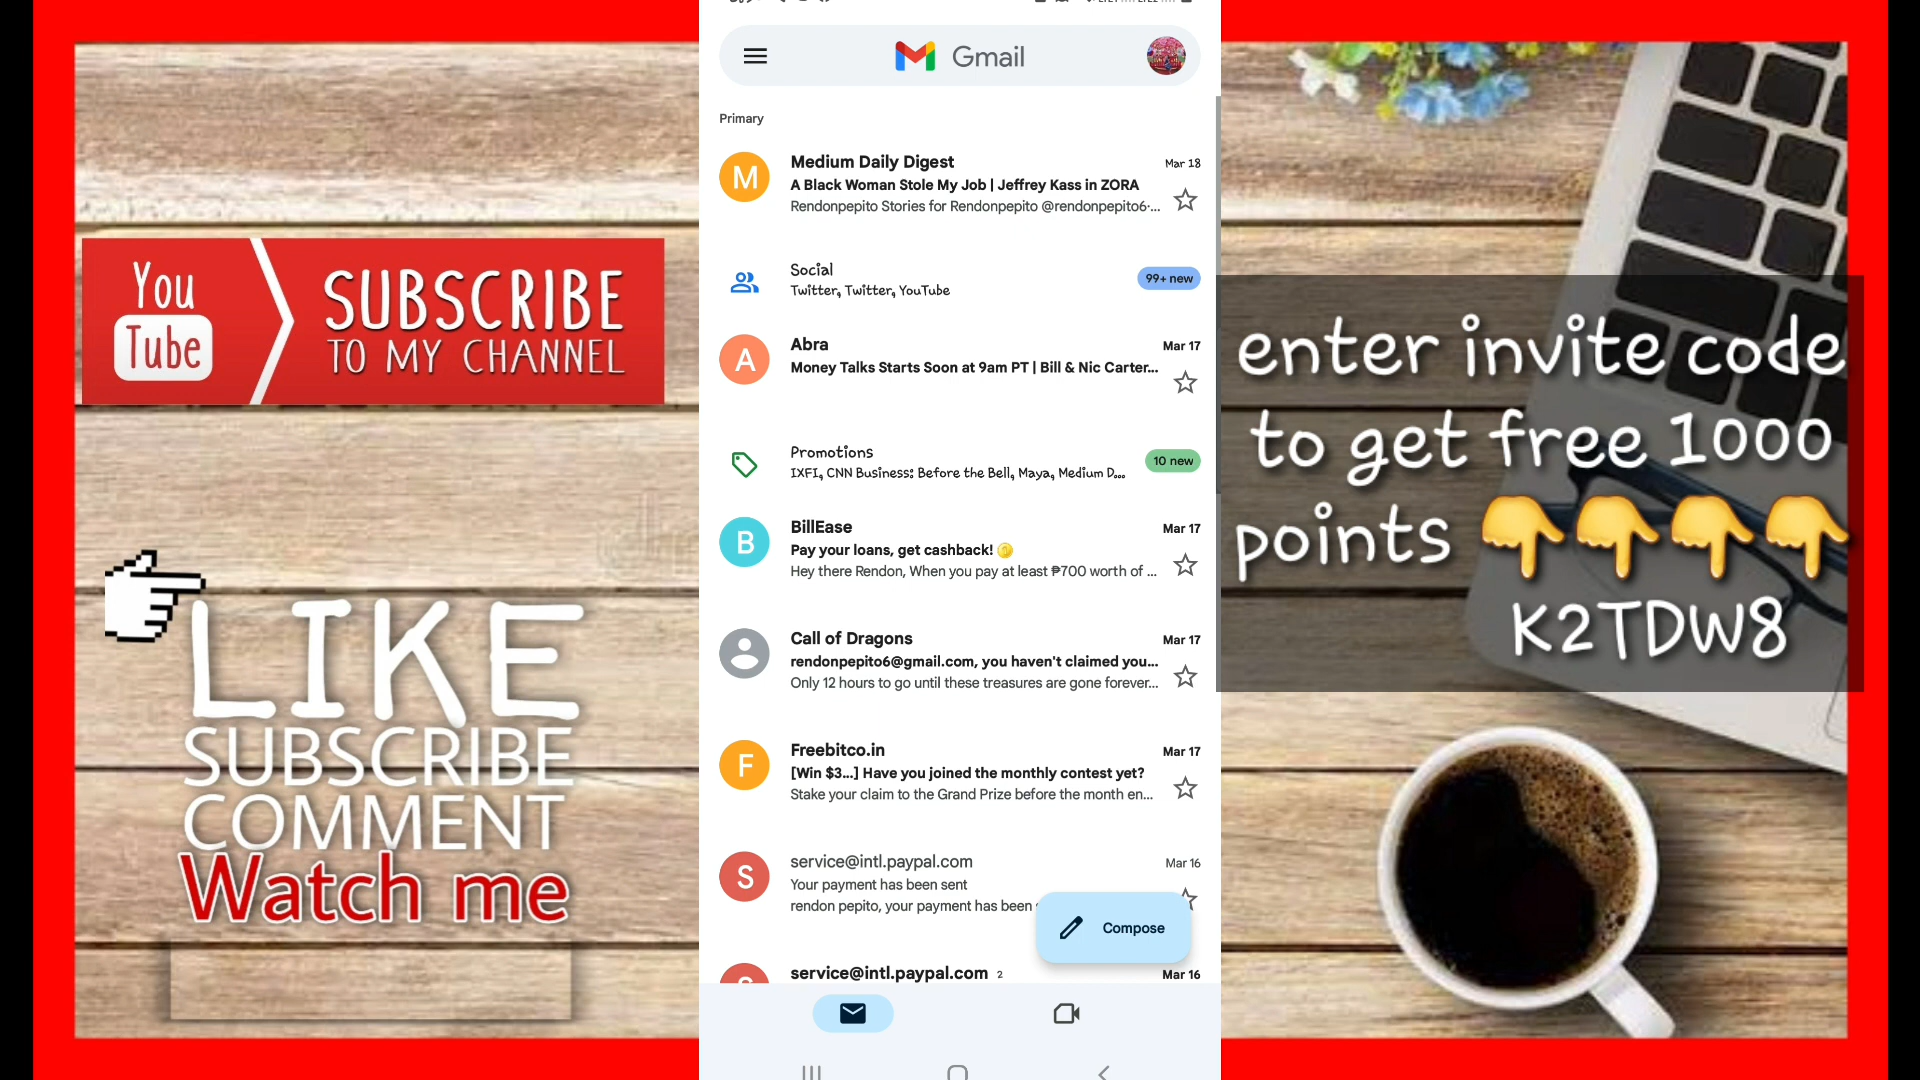 You
Tube
SUBSCRIBE
TO MY CHANNEL
LIKE
SUBSCRIBE
COMMENT
Watch me
Gmail
Primary
M
Medium Daily Digest
Mar 18
A Black Woman Stole My Job | Jeffrey Kass in ZORA
Rendonpepito Stories for Rendonpepito @rendonpepito6·...
Social
99+ new
Twitter, Twitter, YouTube
A
Abra
Mar 17
Money Talks Starts Soon at 9am PT | Bill & Nic Carter...
Promotions
10 new
IXFI, CNN Business: Before the Bell, Maya, Medium D...
B
BillEase
Mar 17
Pay your loans, get cashback! 🪙
Hey there Rendon, When you pay at least ₱700 worth of ...
Call of Dragons
Mar 17
rendonpepito6@gmail.com, you haven't claimed you...
Only 12 hours to go until these treasures are gone forever...
F
Freebitco.in
Mar 17
[Win $3...] Have you joined the monthly contest yet?
Stake your claim to the Grand Prize before the month en...
S
service@intl.paypal.com
Mar 16
Your payment has been sent
rendon pepito, your payment has been
Compose
service@intl.paypal.com 2
Mar 16
enter invite code
to get free 1000
points 👇👇👇👇
K2TDW8